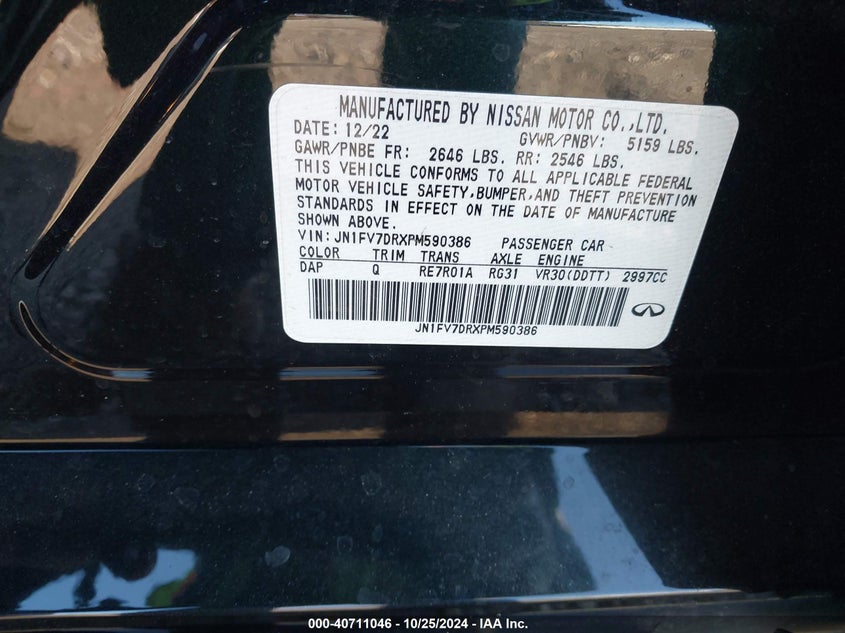 MANUFACTURED BY NISSAN MOTOR CO.,LTD.
DATE: 12/22 GVWR/PNBV: 5159 LBS.
GAWR/PNBE FR: 2646 LBS. RR: 2546 LBS.
THIS VEHICLE CONFORMS TO ALL APPLICABLE FEDERAL
MOTOR VEHICLE SAFETY,BUMPER,AND THEFT PREVENTION
STANDARDS IN EFFECT ON THE DATE OF MANUFACTURE
SHOWN ABOVE.
VIN: JN1FV7DRXPM590386 PASSENGER CAR
COLOR TRIM TRANS AXLE ENGINE
DAP Q RE7R01A RG31 VR30(DDTT) 2997CC
JN1FV7DRXPM590386
000-40711046 - 10/25/2024 - IAA Inc.